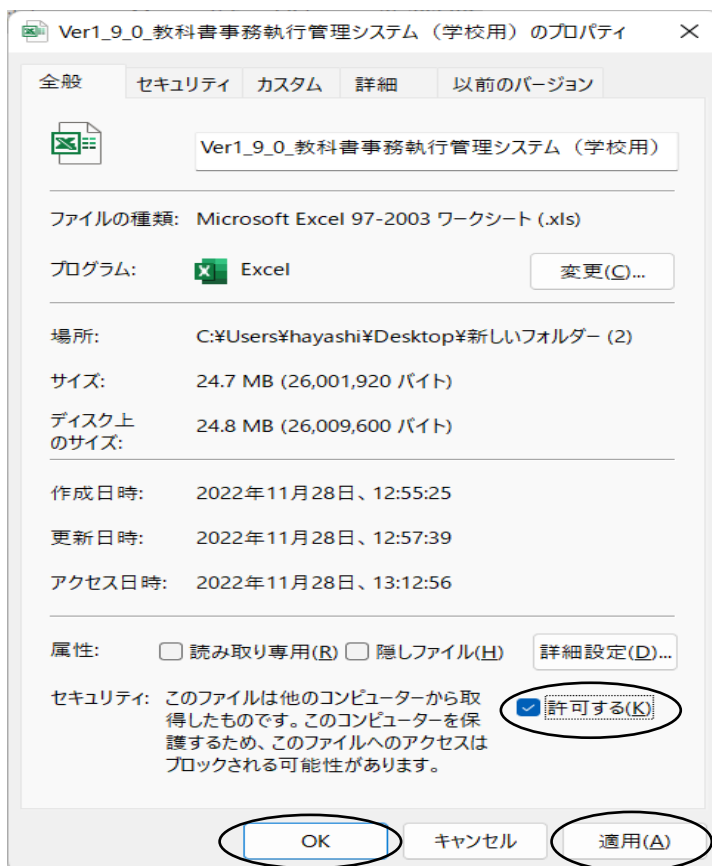 Ver1_9_0_教科書事務執行管理システム（学校用）のプロパティ
全般 セキュリティ カスタム 詳細 以前のバージョン
Ver1_9_0_教科書事務執行管理システム（学校用）
ファイルの種類: Microsoft Excel 97-2003 ワークシート (.xls)
プログラム: Excel 変更(C)...
場所: C:¥Users¥hayashi¥Desktop¥新しいフォルダー (2)
サイズ: 24.7 MB (26,001,920 バイト)
ディスク上
のサイズ: 24.8 MB (26,009,600 バイト)
作成日時: 2022年11月28日、12:55:25
更新日時: 2022年11月28日、12:57:39
アクセス日時: 2022年11月28日、13:12:56
属性: 読み取り専用(R) 隠しファイル(H) 詳細設定(D)...
セキュリティ: このファイルは他のコンピューターから取 許可する(K)
得したものです。このコンピューターを保
護するため、このファイルへのアクセスは
ブロックされる可能性があります。
OK キャンセル 適用(A)